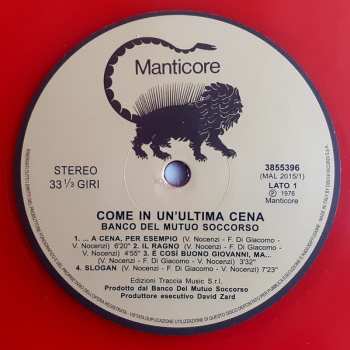 Manticore
STEREO
33 ⅓ GIRI
3855396
(MAL 2015/1)
LATO 1
Ⓟ 1976
Manticore
COME IN UN'ULTIMA CENA
BANCO DEL MUTUO SOCCORSO
1. ... A CENA, PER ESEMPIO (V. Nocenzi - F. Di Giacomo -
V. Nocenzi) 6'20" 2. IL RAGNO (V. Nocenzi - F. Di Giacomo -
V. Nocenzi) 4'55" 3. E COSÌ BUONO GIOVANNI, MA...
(V. Nocenzi - F. Di Giacomo - V. Nocenzi) 3'32"
4. SLOGAN (V. Nocenzi - F. Di Giacomo - V. Nocenzi) 7'23"
Edizioni Traccia Music S.r.l.
Prodotto dal Banco Del Mutuo Soccorso
Produttore esecutivo David Zard